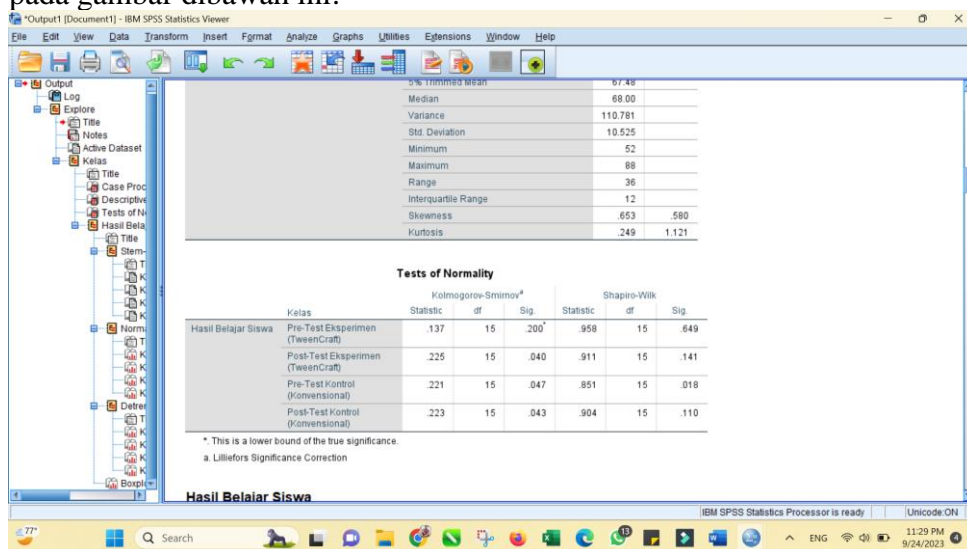 pada gambar dibawah ini:
*Output1 [Document1] - IBM SPSS Statistics Viewer
File Edit View Data Transform Insert Format Analyze Graphs Utilities Extensions Window Help
Output
Log
Explore
Title
Notes
Active Dataset
Kelas
Title
Case Proc
Descriptive
Tests of N
Hasil Bela
Title
Stem-
T
K
K
K
K
Norma
T
K
K
K
K
Detren
T
K
K
K
K
Boxpl
5% Trimmed Mean 67.48
Median 68.00
Variance 110.781
Std. Deviation 10.525
Minimum 52
Maximum 88
Range 36
Interquartile Range 12
Skewness .653 .580
Kurtosis .249 1.121
Tests of Normality
Kolmogorov-Smirnov a Shapiro-Wilk
Kelas Statistic df Sig. Statistic df Sig.
Hasil Belajar Siswa Pre-Test Eksperimen .137 15 .200* .958 15 .649
(TweenCraft)
Post-Test Eksperimen .225 15 .040 .911 15 .141
(TweenCraft)
Pre-Test Kontrol .221 15 .047 .851 15 .018
(Konvensional)
Post-Test Kontrol .223 15 .043 .904 15 .110
(Konvensional)
*. This is a lower bound of the true significance.
a. Lilliefors Significance Correction
Hasil Belajar Siswa
IBM SPSS Statistics Processor is ready Unicode:ON
77°
Search
ENG
11:29 PM
9/24/2023